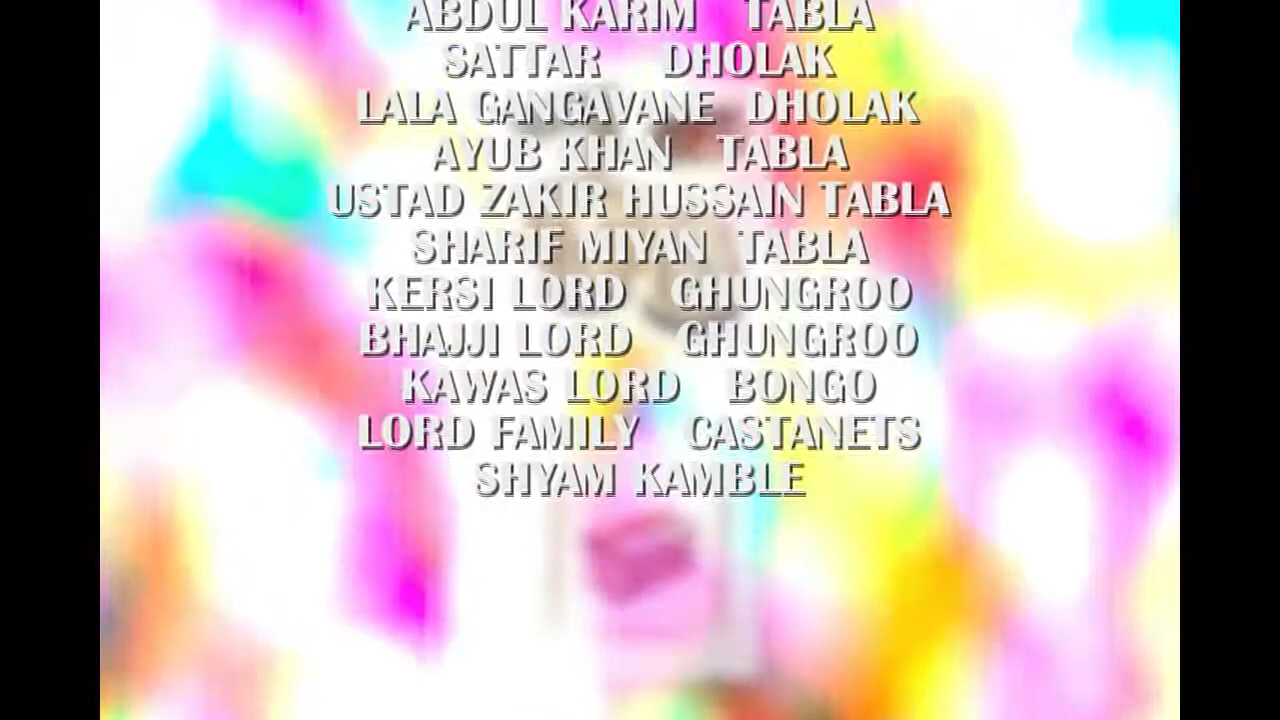 ABDUL KARIM TABLA
SATTAR DHOLAK
LALA GANGAVANE DHOLAK
AYUB KHAN TABLA
USTAD ZAKIR HUSSAIN TABLA
SHARIF MIYAN TABLA
KERSI LORD GHUNGROO
BHAJJI LORD GHUNGROO
KAWAS LORD BONGO
LORD FAMILY CASTANETS
SHYAM KAMBLE